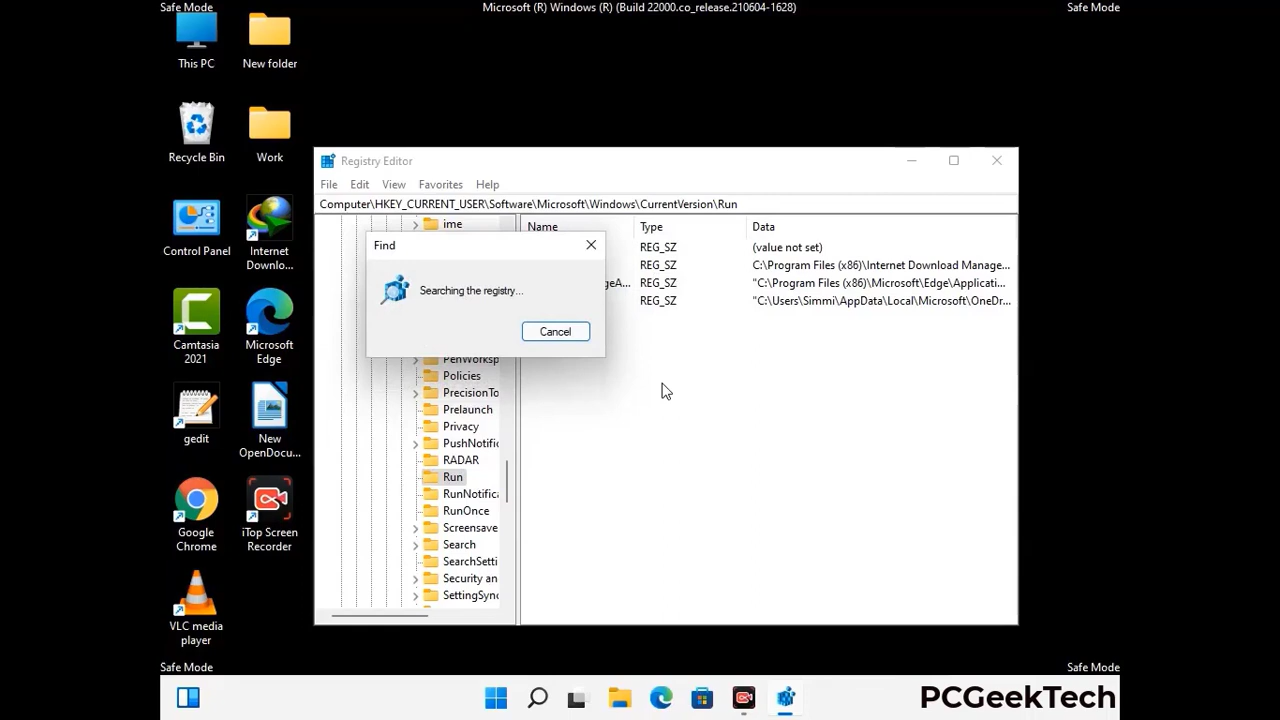 Safe Mode
Microsoft (R) Windows (R) (Build 22000.co_release.210604-1628)
Safe Mode
This PC
New folder
Recycle Bin
Work
Control Panel
Internet
Downlo...
Camtasia
2021
Microsoft
Edge
gedit
New
OpenDocu...
Google
Chrome
iTop Screen
Recorder
VLC media
player
Registry Editor
File Edit View Favorites Help
Computer\HKEY_CURRENT_USER\Software\Microsoft\Windows\CurrentVersion\Run
ime
PenWorksp
Policies
PrecisionTo
Prelaunch
Privacy
PushNotific
RADAR
Run
RunNotifica
RunOnce
Screensave
Search
SearchSetti
Security an
SettingSync
Name Type Data
REG_SZ (value not set)
REG_SZ C:\Program Files (x86)\Internet Download Manage...
geA... REG_SZ "C:\Program Files (x86)\Microsoft\Edge\Applicati...
REG_SZ "C:\Users\Simmi\AppData\Local\Microsoft\OneDr...
Find
Searching the registry...
Cancel
Safe Mode
Safe Mode
PCGeekTech